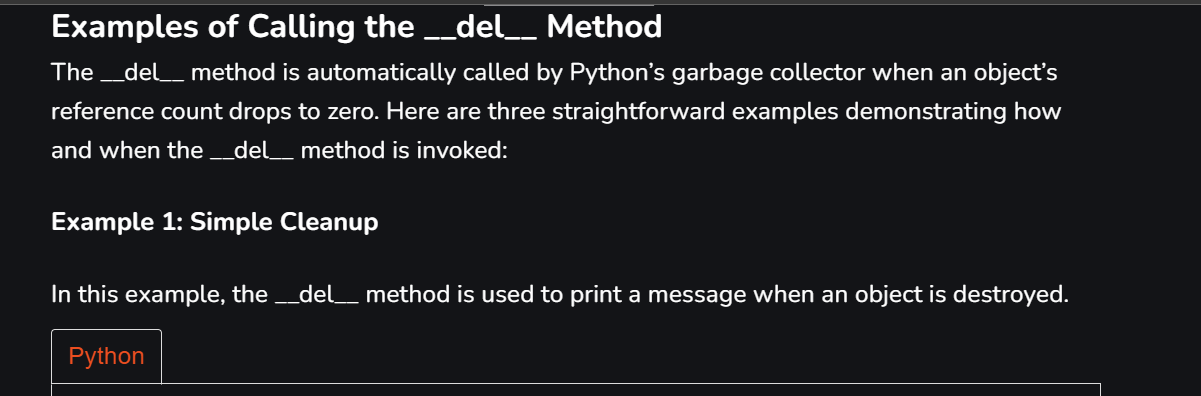 Examples of Calling the __del__ Method
The __del__ method is automatically called by Python’s garbage collector when an object’s
reference count drops to zero. Here are three straightforward examples demonstrating how
and when the __del__ method is invoked:
Example 1: Simple Cleanup
In this example, the __del__ method is used to print a message when an object is destroyed.
Python